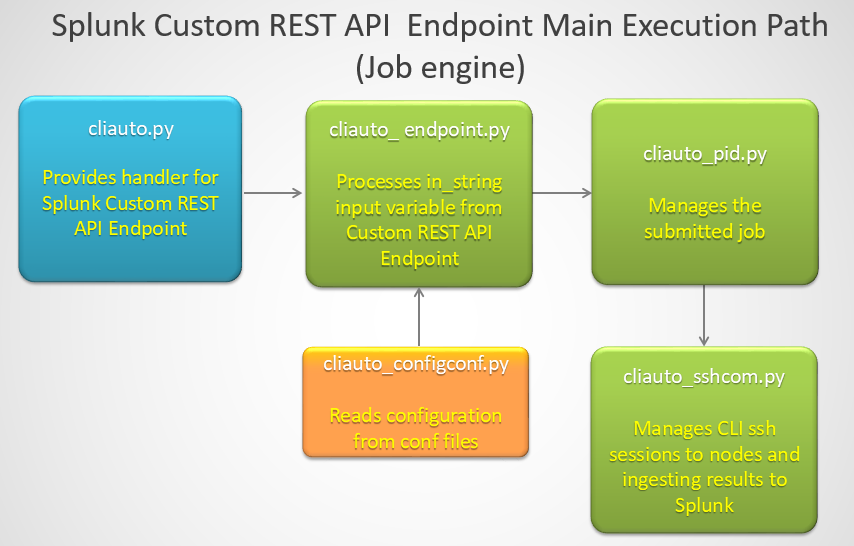 Splunk Custom REST API  Endpoint Main Execution Path
(Job engine)
cliauto.py
Provides handler for
Splunk Custom REST
API Endpoint
cliauto_ endpoint.py
Processes in_string
input variable from
Custom REST API
Endpoint
cliauto_pid.py
Manages the
submitted job
cliauto_configconf.py
Reads configuration
from conf files
cliauto_sshcom.py
Manages CLI ssh
sessions to nodes and
ingesting results to
Splunk